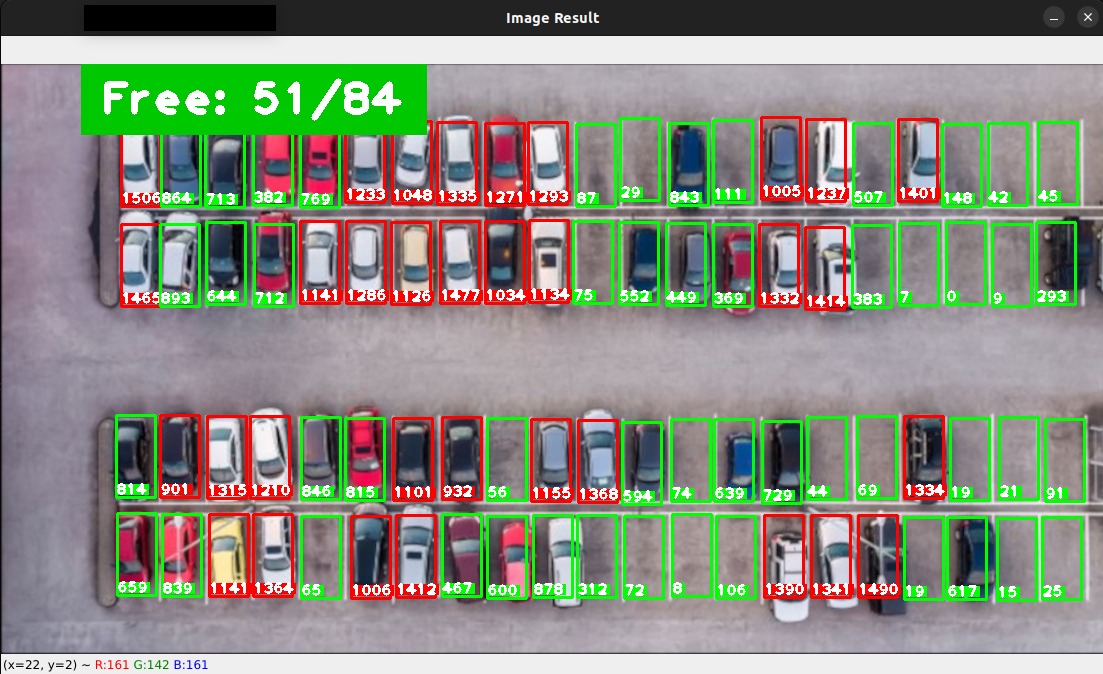 Image Result
Free: 51/84
1506 864 713 382 769 1233 1048 1335 1271 1293 87 29 843 111 1005 1237 507 1401 148 42 45
1465 893 644 712 1141 1286 1126 1477 1034 1134 75 552 449 369 1332 1414 383 7 0 9 293
814 901 1315 1210 846 815 1101 932 56 1155 1368 594 74 639 729 44 69 1334 19 21 91
659 839 1141 1364 65 1006 1412 467 600 878 312 72 8 106 1390 1341 1490 19 617 15 25
(x=22, y=2) ~ R:161 G:142 B:161